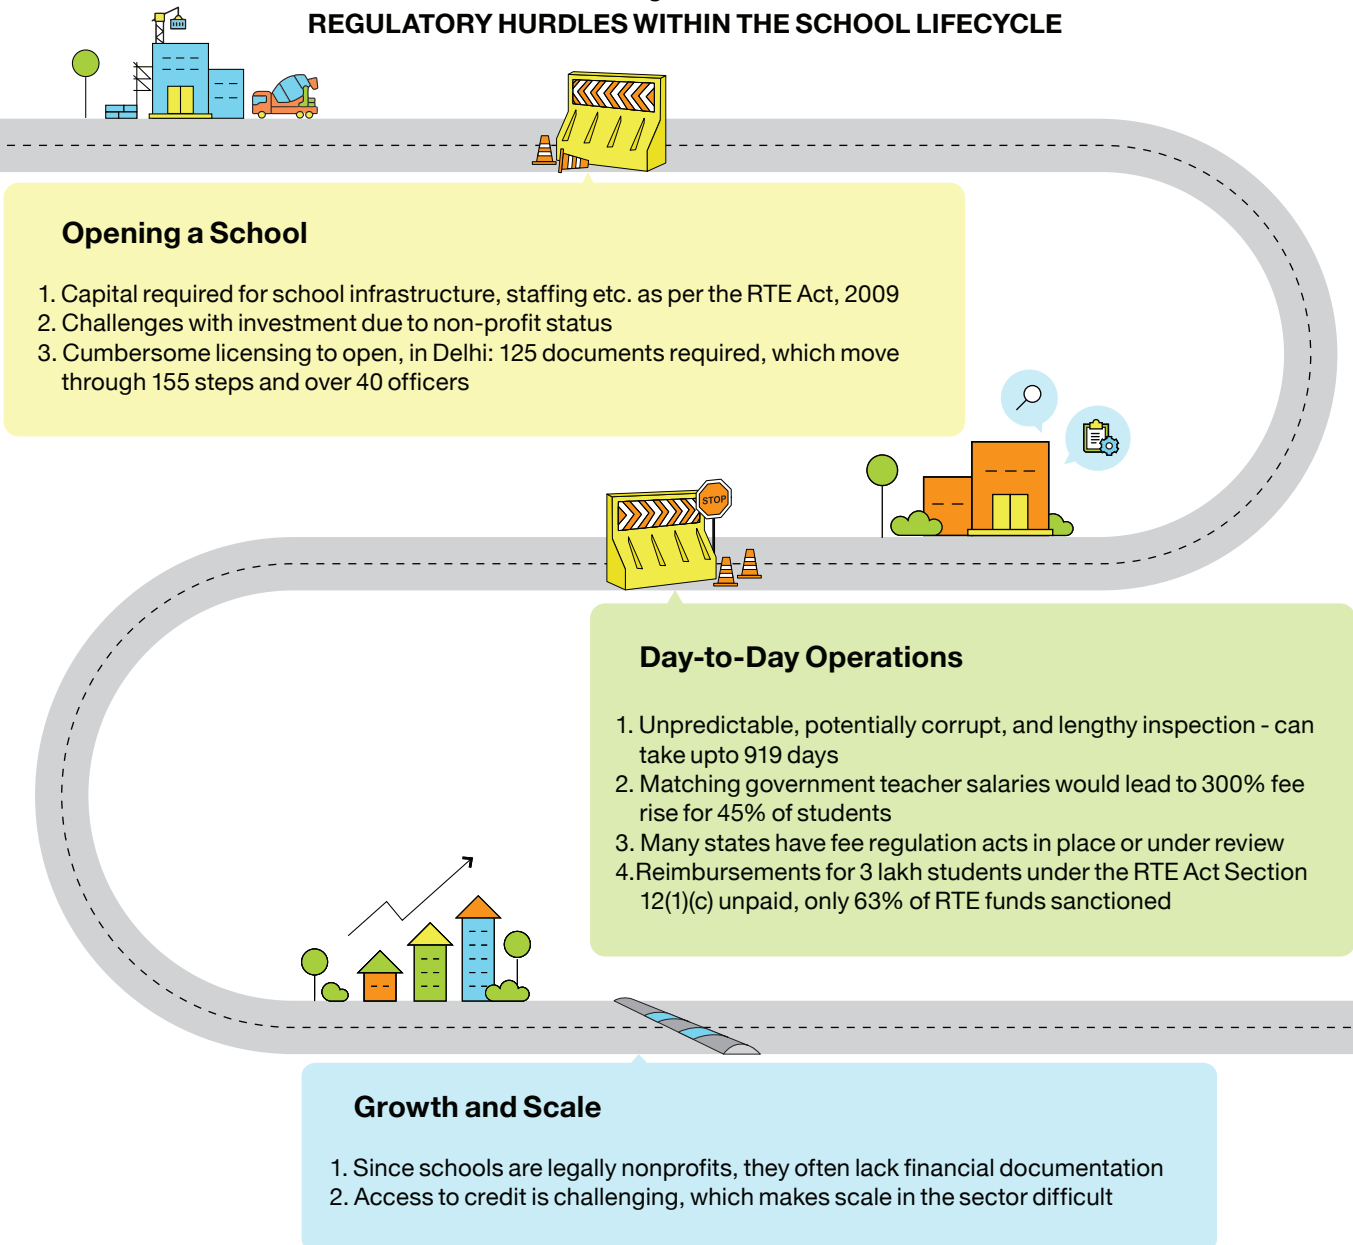 REGULATORY HURDLES WITHIN THE SCHOOL LIFECYCLE
Opening a School
1. Capital required for school infrastructure, staffing etc. as per the RTE Act, 2009
2. Challenges with investment due to non-profit status
3. Cumbersome licensing to open, in Delhi: 125 documents required, which move
through 155 steps and over 40 officers
STOP
Day-to-Day Operations
1. Unpredictable, potentially corrupt, and lengthy inspection - can
take upto 919 days
2. Matching government teacher salaries would lead to 300% fee
rise for 45% of students
3. Many states have fee regulation acts in place or under review
4.Reimbursements for 3 lakh students under the RTE Act Section
12(1)(c) unpaid, only 63% of RTE funds sanctioned
Growth and Scale
1. Since schools are legally nonprofits, they often lack financial documentation
2. Access to credit is challenging, which makes scale in the sector difficult